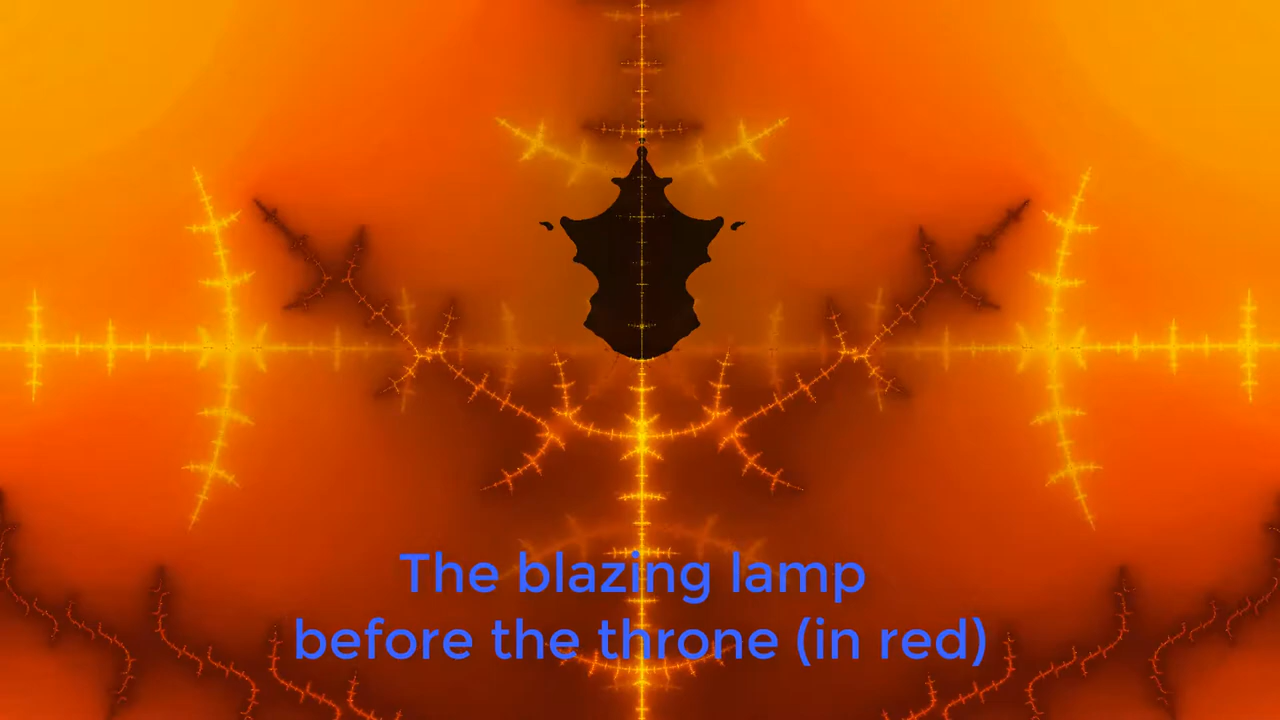 The blazing lamp
before the throne (in red)